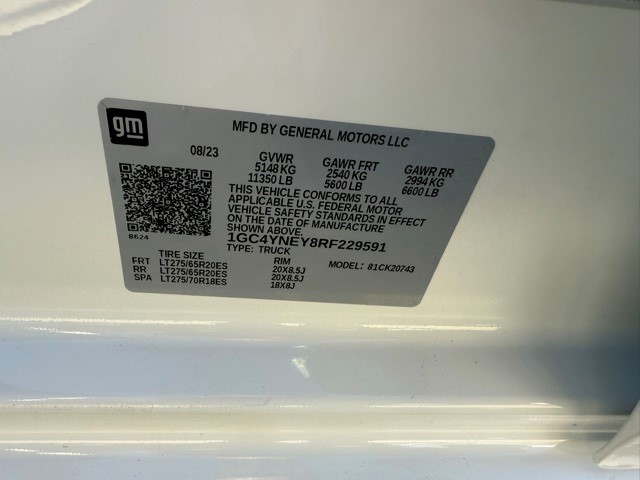 gm
MFD BY GENERAL MOTORS LLC
08/23
GVWR GAWR FRT GAWR RR
5148 KG 2540 KG 2994 KG
11350 LB 5600 LB 6600 LB
THIS VEHICLE CONFORMS TO ALL
APPLICABLE U.S. FEDERAL MOTOR
VEHICLE SAFETY STANDARDS IN EFFECT
ON THE DATE OF MANUFACTURE
SHOWN ABOVE.
8624
1GC4YNEY8RF229591
TYPE: TRUCK
TIRE SIZE RIM MODEL: 81CK20743
FRT LT275/65R20ES 20X8.5J
RR LT275/65R20ES 20X8.5J
SPA LT275/70R18ES 18X8J